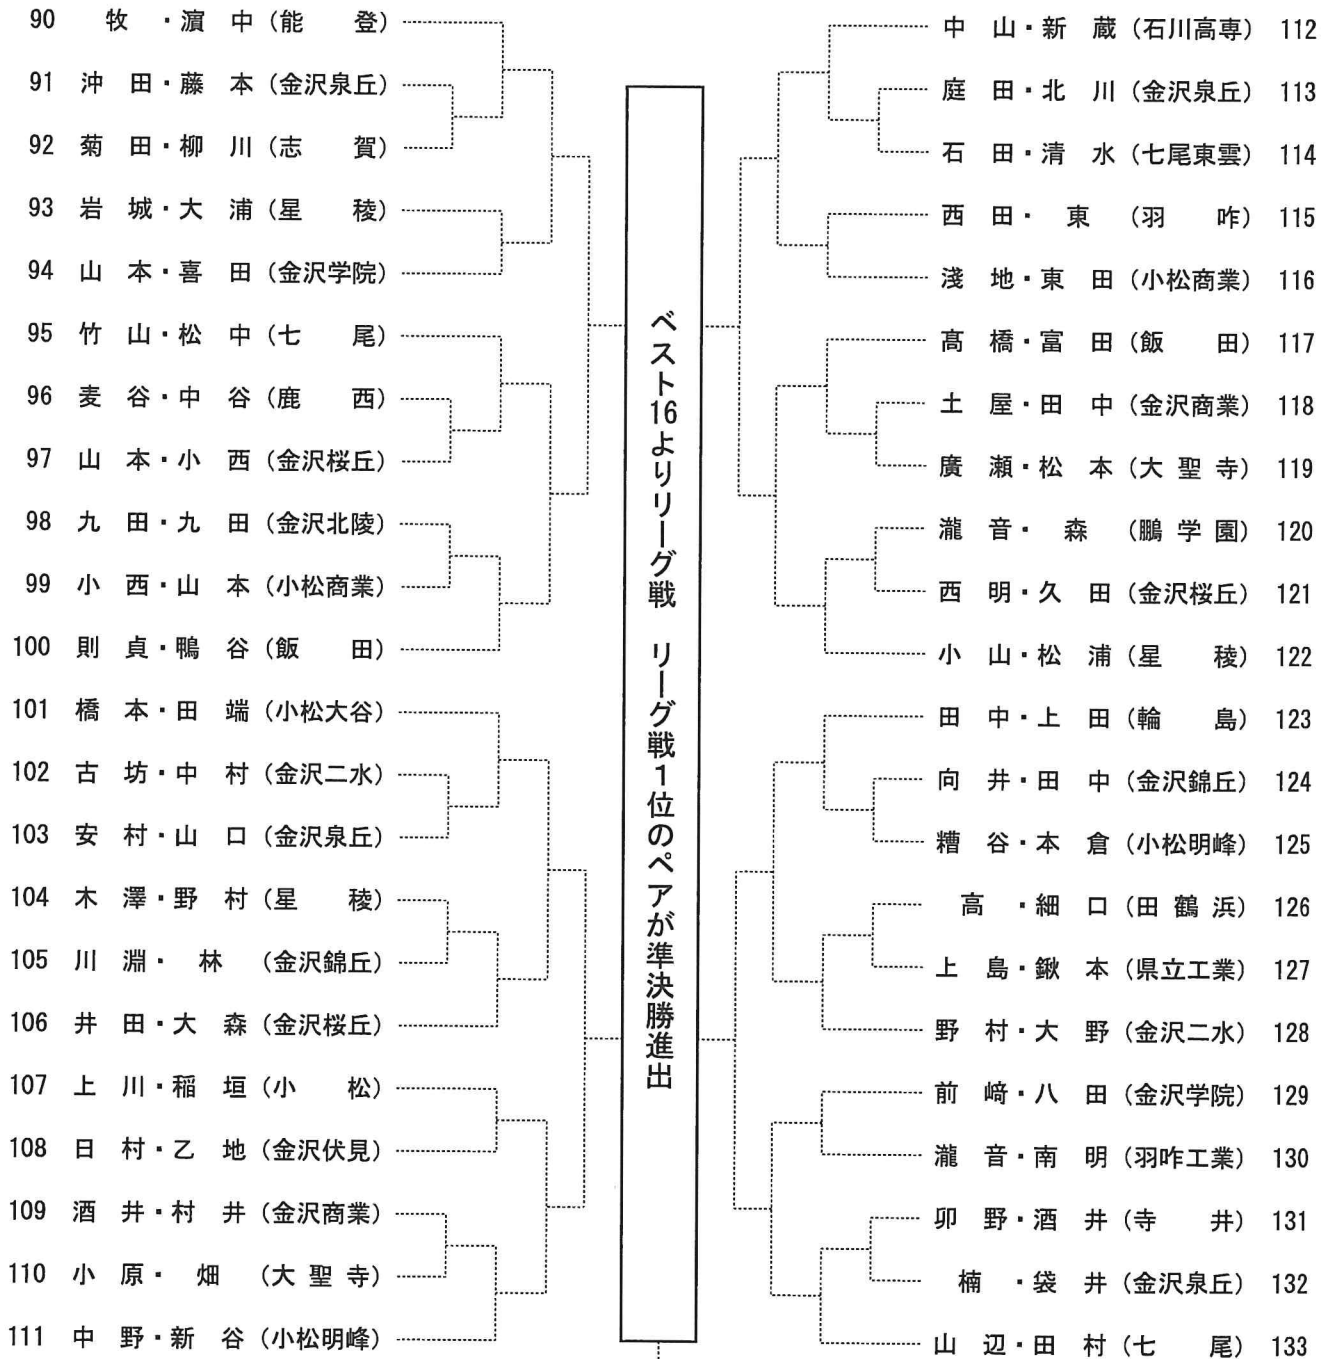 90 牧 ・濵 中（能 登）
91 沖 田・藤 本（金沢泉丘）
92 菊 田・柳 川（志 賀）
93 岩 城・大 浦（星 稜）
94 山 本・喜 田（金沢学院）
95 竹 山・松 中（七 尾）
96 麦 谷・中 谷（鹿 西）
97 山 本・小 西（金沢桜丘）
98 九 田・九 田（金沢北陵）
99 小 西・山 本（小松商業）
100 則 貞・鴨 谷（飯 田）
101 橋 本・田 端（小松大谷）
102 古 坊・中 村（金沢二水）
103 安 村・山 口（金沢泉丘）
104 木 澤・野 村（星 稜）
105 川 淵・ 林 （金沢錦丘）
106 井 田・大 森（金沢桜丘）
107 上 川・稲 垣（小 松）
108 日 村・乙 地（金沢伏見）
109 酒 井・村 井（金沢商業）
110 小 原・ 畑 （大 聖 寺）
111 中 野・新 谷（小松明峰）
ベスト16よりリーグ戦 リーグ戦1位のペアが準決勝進出
中 山・新 蔵（石川高専） 112
庭 田・北 川（金沢泉丘） 113
石 田・清 水（七尾東雲） 114
西 田・ 東 （羽 咋） 115
淺 地・東 田（小松商業） 116
髙 橋・富 田（飯 田） 117
土 屋・田 中（金沢商業） 118
廣 瀬・松 本（大 聖 寺） 119
瀧 音・ 森 （鵬 学 園） 120
西 明・久 田（金沢桜丘） 121
小 山・松 浦（星 稜） 122
田 中・上 田（輪 島） 123
向 井・田 中（金沢錦丘） 124
糟 谷・本 倉（小松明峰） 125
高 ・細 口（田 鶴 浜） 126
上 島・鍬 本（県立工業） 127
野 村・大 野（金沢二水） 128
前 﨑・八 田（金沢学院） 129
瀧 音・南 明（羽咋工業） 130
卯 野・酒 井（寺 井） 131
楠 ・袋 井（金沢泉丘） 132
山 辺・田 村（七 尾） 133